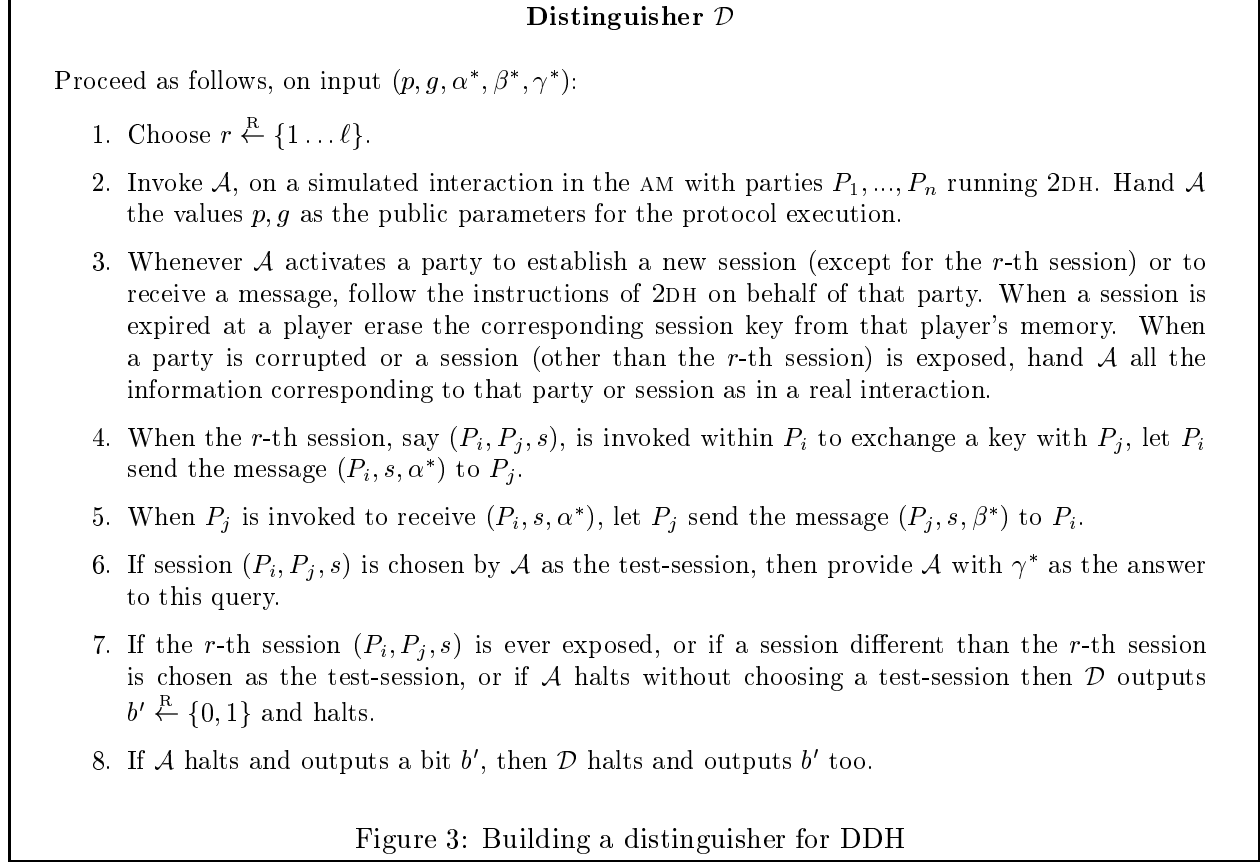 Distinguisher 𝒟
Proceed as follows, on input (p, g, α*, β*, γ*):
1. Choose r ←ᴿ {1 . . . ℓ}.
2. Invoke 𝒜, on a simulated interaction in the AM with parties P₁, ..., Pₙ running 2DH. Hand 𝒜
the values p, g as the public parameters for the protocol execution.
3. Whenever 𝒜 activates a party to establish a new session (except for the r-th session) or to
receive a message, follow the instructions of 2DH on behalf of that party. When a session is
expired at a player erase the corresponding session key from that player's memory. When
a party is corrupted or a session (other than the r-th session) is exposed, hand 𝒜 all the
information corresponding to that party or session as in a real interaction.
4. When the r-th session, say (Pᵢ, Pⱼ, s), is invoked within Pᵢ to exchange a key with Pⱼ, let Pᵢ
send the message (Pᵢ, s, α*) to Pⱼ.
5. When Pⱼ is invoked to receive (Pᵢ, s, α*), let Pⱼ send the message (Pⱼ, s, β*) to Pᵢ.
6. If session (Pᵢ, Pⱼ, s) is chosen by 𝒜 as the test-session, then provide 𝒜 with γ* as the answer
to this query.
7. If the r-th session (Pᵢ, Pⱼ, s) is ever exposed, or if a session different than the r-th session
is chosen as the test-session, or if 𝒜 halts without choosing a test-session then 𝒟 outputs
b′ ←ᴿ {0, 1} and halts.
8. If 𝒜 halts and outputs a bit b′, then 𝒟 halts and outputs b′ too.
Figure 3: Building a distinguisher for DDH